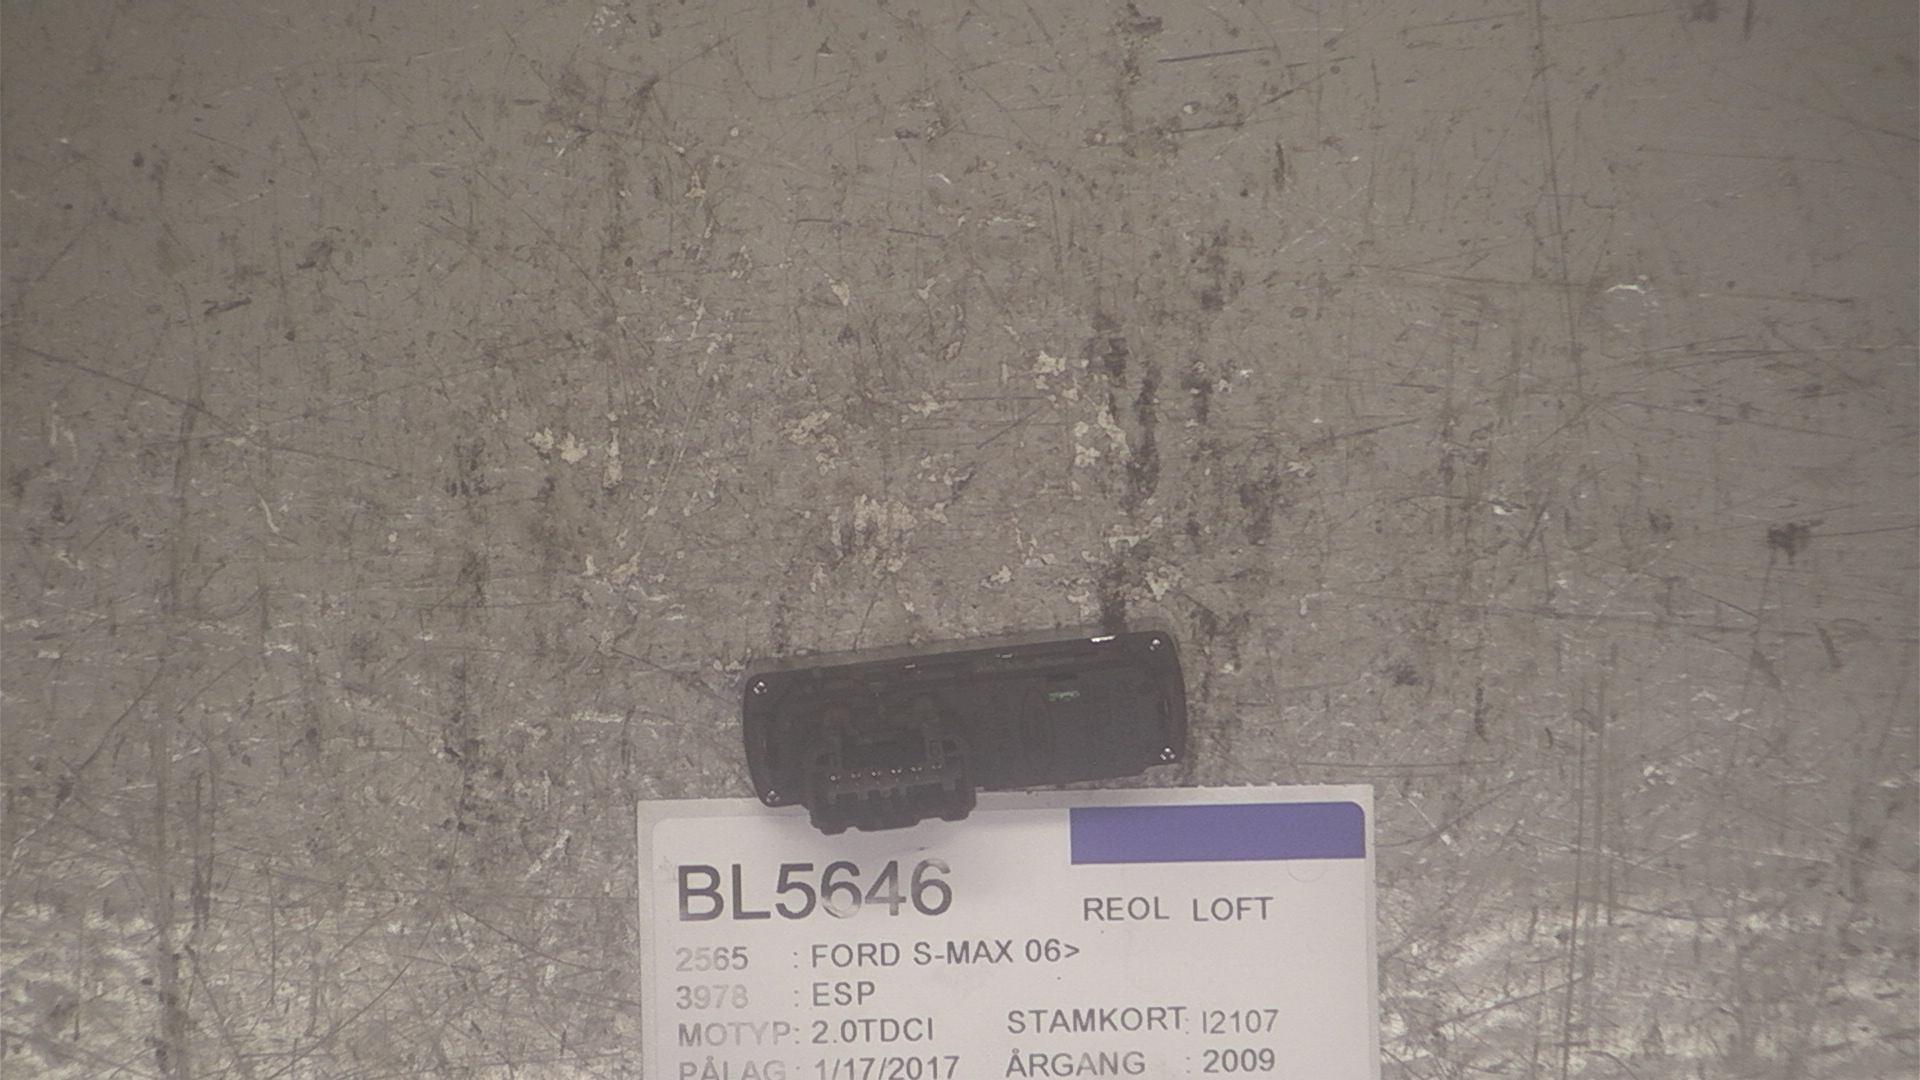 BL5646
REOL LOFT
2565 : FORD S-MAX 06>
3978 : ESP
MOTYP: 2.0TDCI STAMKORT: I2107
PÅLAG: 1/17/2017 ÅRGANG : 2009